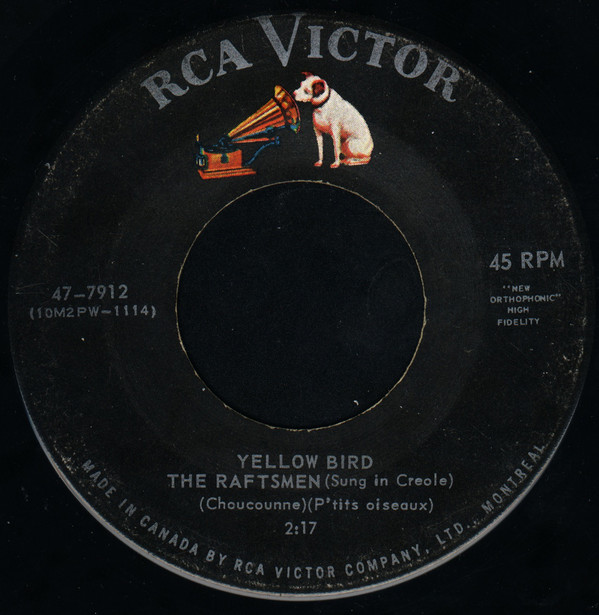 RCA VICTOR
47-7912
(10M2PW-1114)
45 RPM
"NEW
ORTHOPHONIC"
HIGH
FIDELITY
YELLOW BIRD
THE RAFTSMEN (Sung in Creole)
(Choucounne)(P'tits oiseaux)
2:17
MADE IN CANADA BY RCA VICTOR COMPANY, LTD., MONTREAL